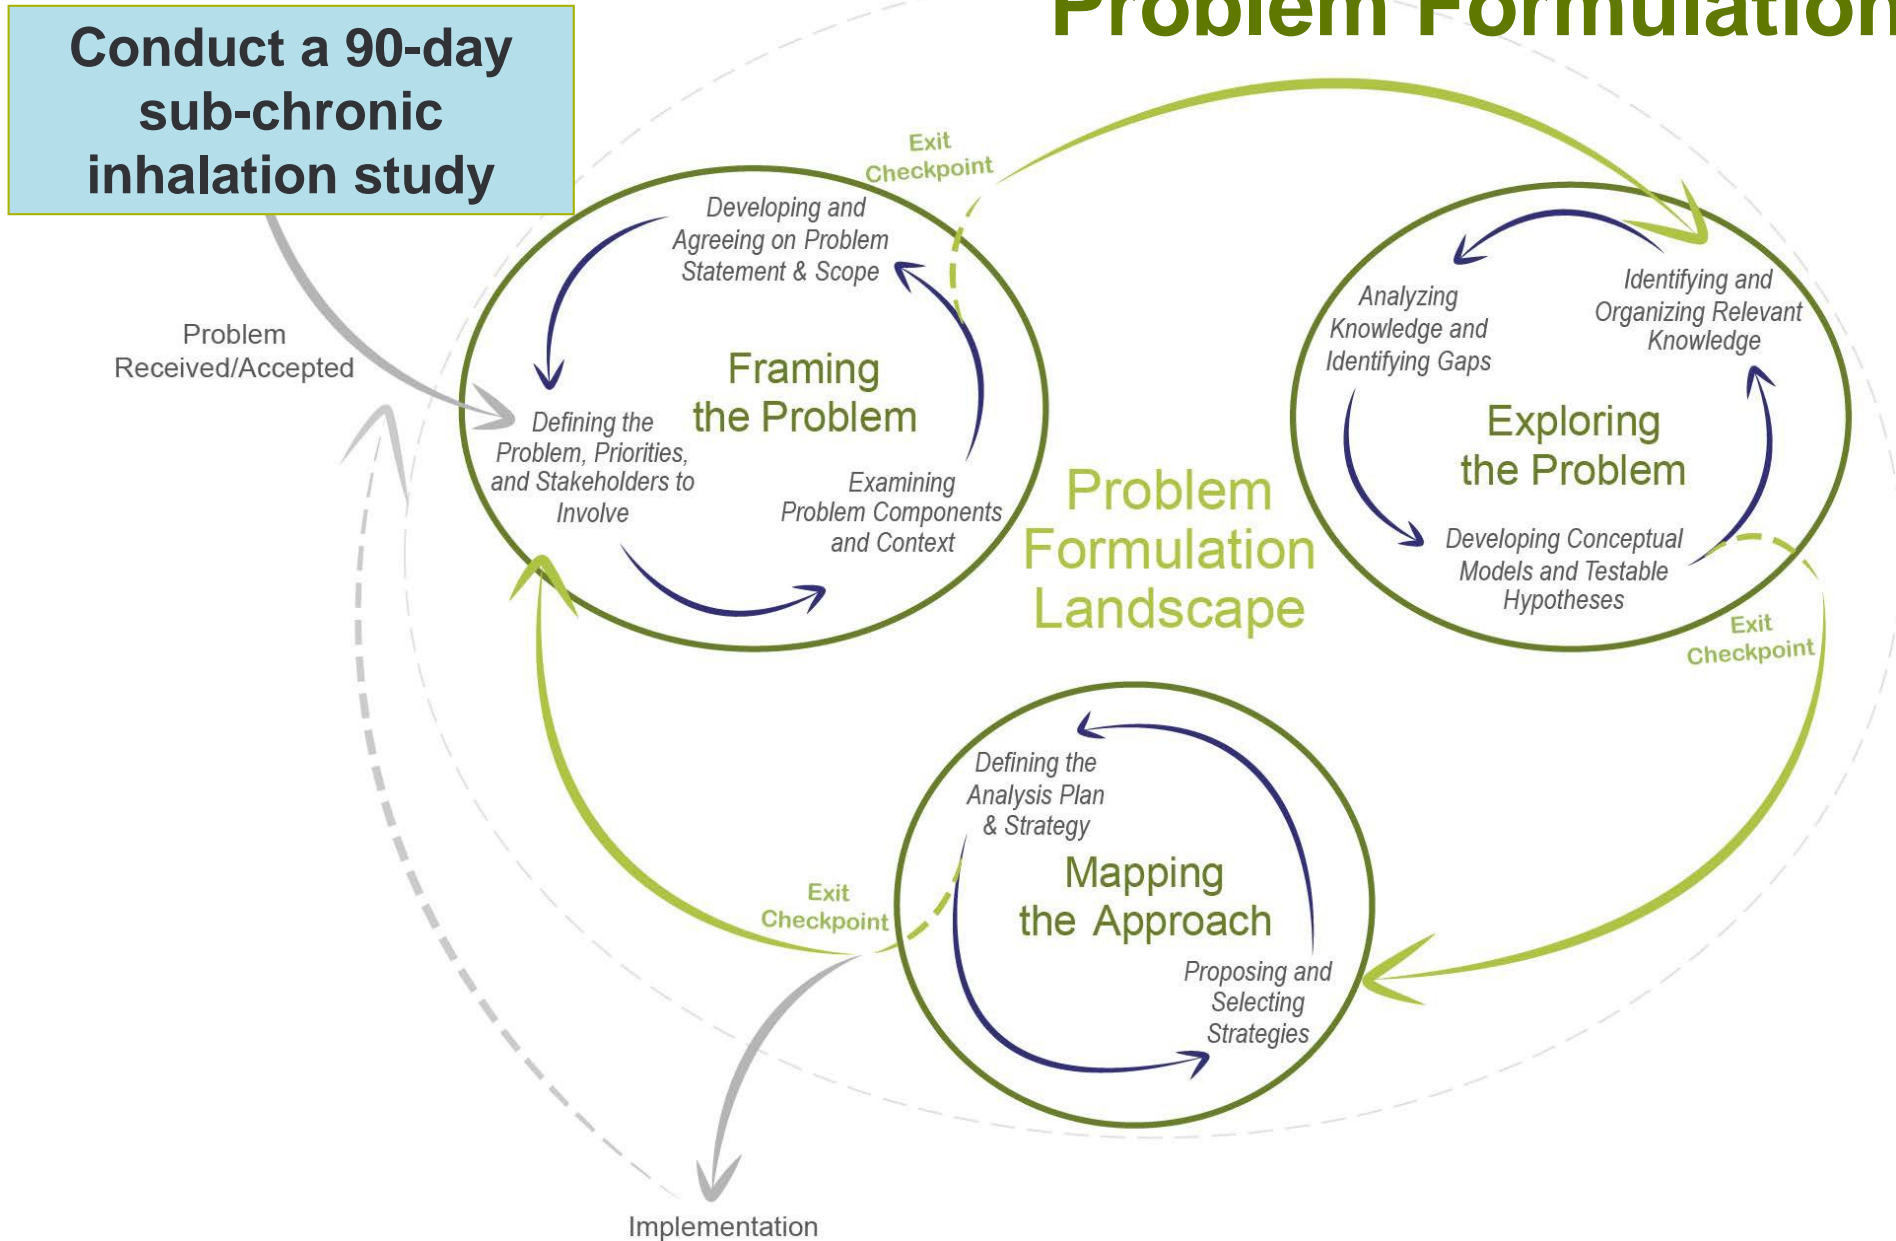 Problem Formulation
Conduct a 90-day
sub-chronic
inhalation study
Problem
Received/Accepted
Exit
Checkpoint
Developing and
Agreeing on Problem
Statement & Scope
Framing
the Problem
Defining the
Problem, Priorities,
and Stakeholders to
Involve
Examining
Problem Components
and Context
Problem
Formulation
Landscape
Identifying and
Organizing Relevant
Knowledge
Analyzing
Knowledge and
Identifying Gaps
Exploring
the Problem
Developing Conceptual
Models and Testable
Hypotheses
Exit
Checkpoint
Defining the
Analysis Plan
& Strategy
Mapping
the Approach
Proposing and
Selecting
Strategies
Exit
Checkpoint
Implementation